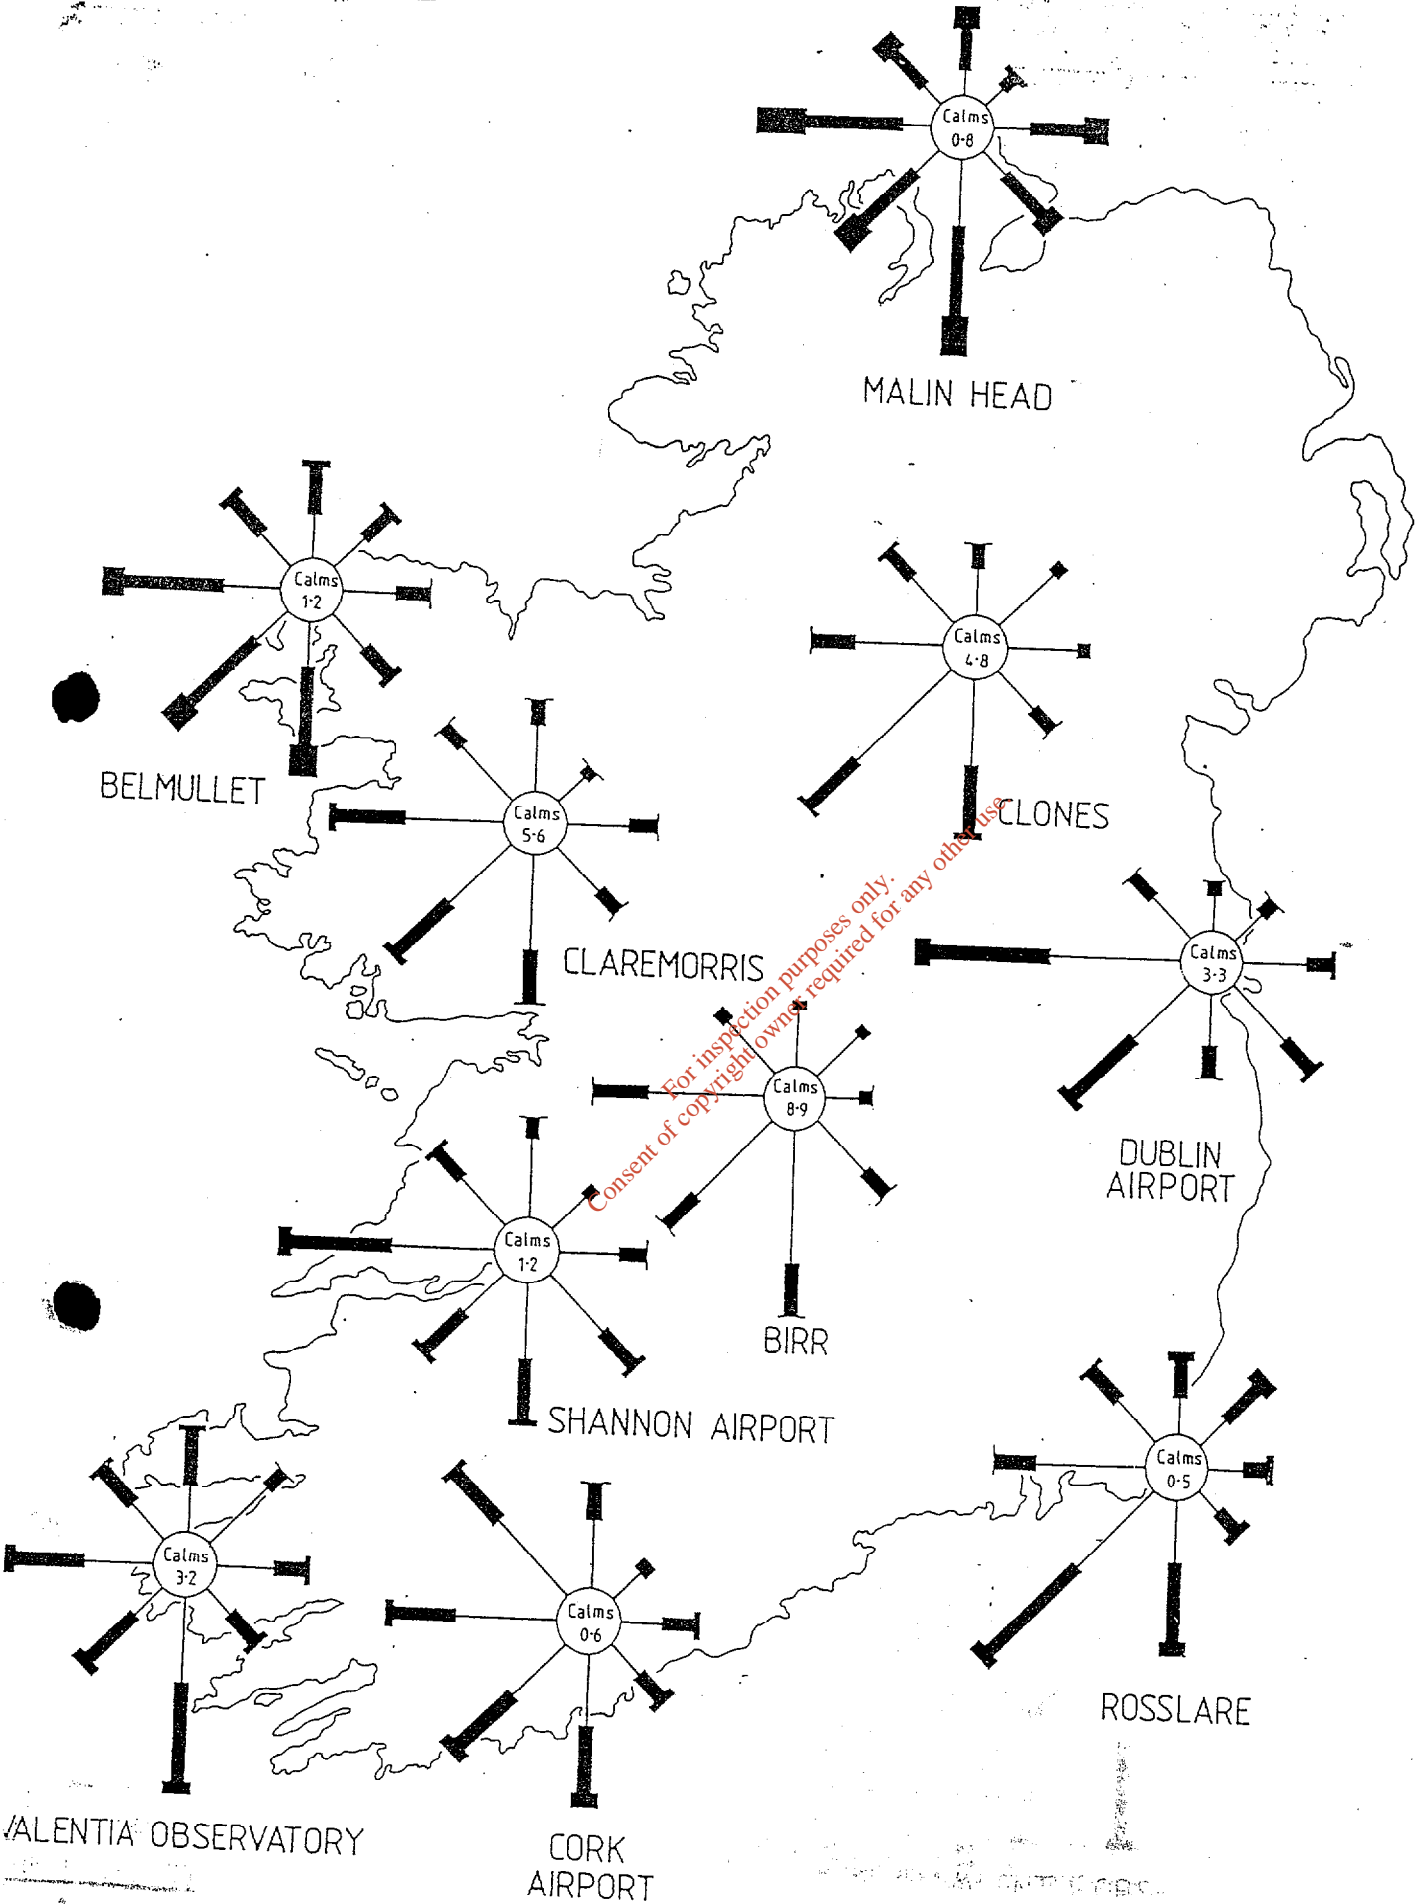 Calms
0·8
MALIN HEAD
Calms
1·2
BELMULLET
Calms
4·8
CLONES
Calms
5·6
CLAREMORRIS
Calms
3·3
DUBLIN
AIRPORT
Calms
8·9
BIRR
Calms
1·2
SHANNON AIRPORT
Calms
0·5
ROSSLARE
Calms
3·2
VALENTIA OBSERVATORY
Calms
0·6
CORK
AIRPORT
For inspection purposes only.
Consent of copyright owner required for any other use.